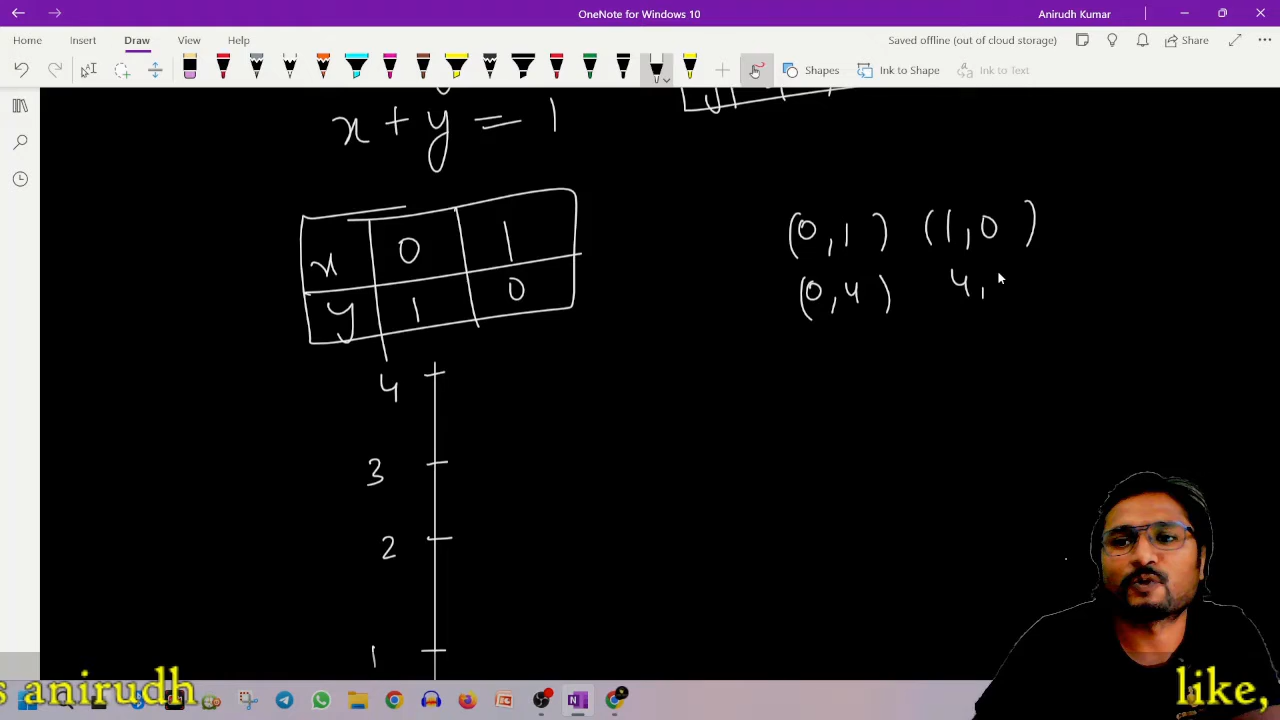 OneNote for Windows 10
Anirudh Kumar
Home Insert Draw View Help
Saved offline (out of cloud storage)
Share
Shapes
Ink to Shape
Ink to Text
x + y = 1
x 0 1
y 1 0
(0, 1) (1, 0)
(0, 4) 4,
4
3
2
1
s anirudh
like,